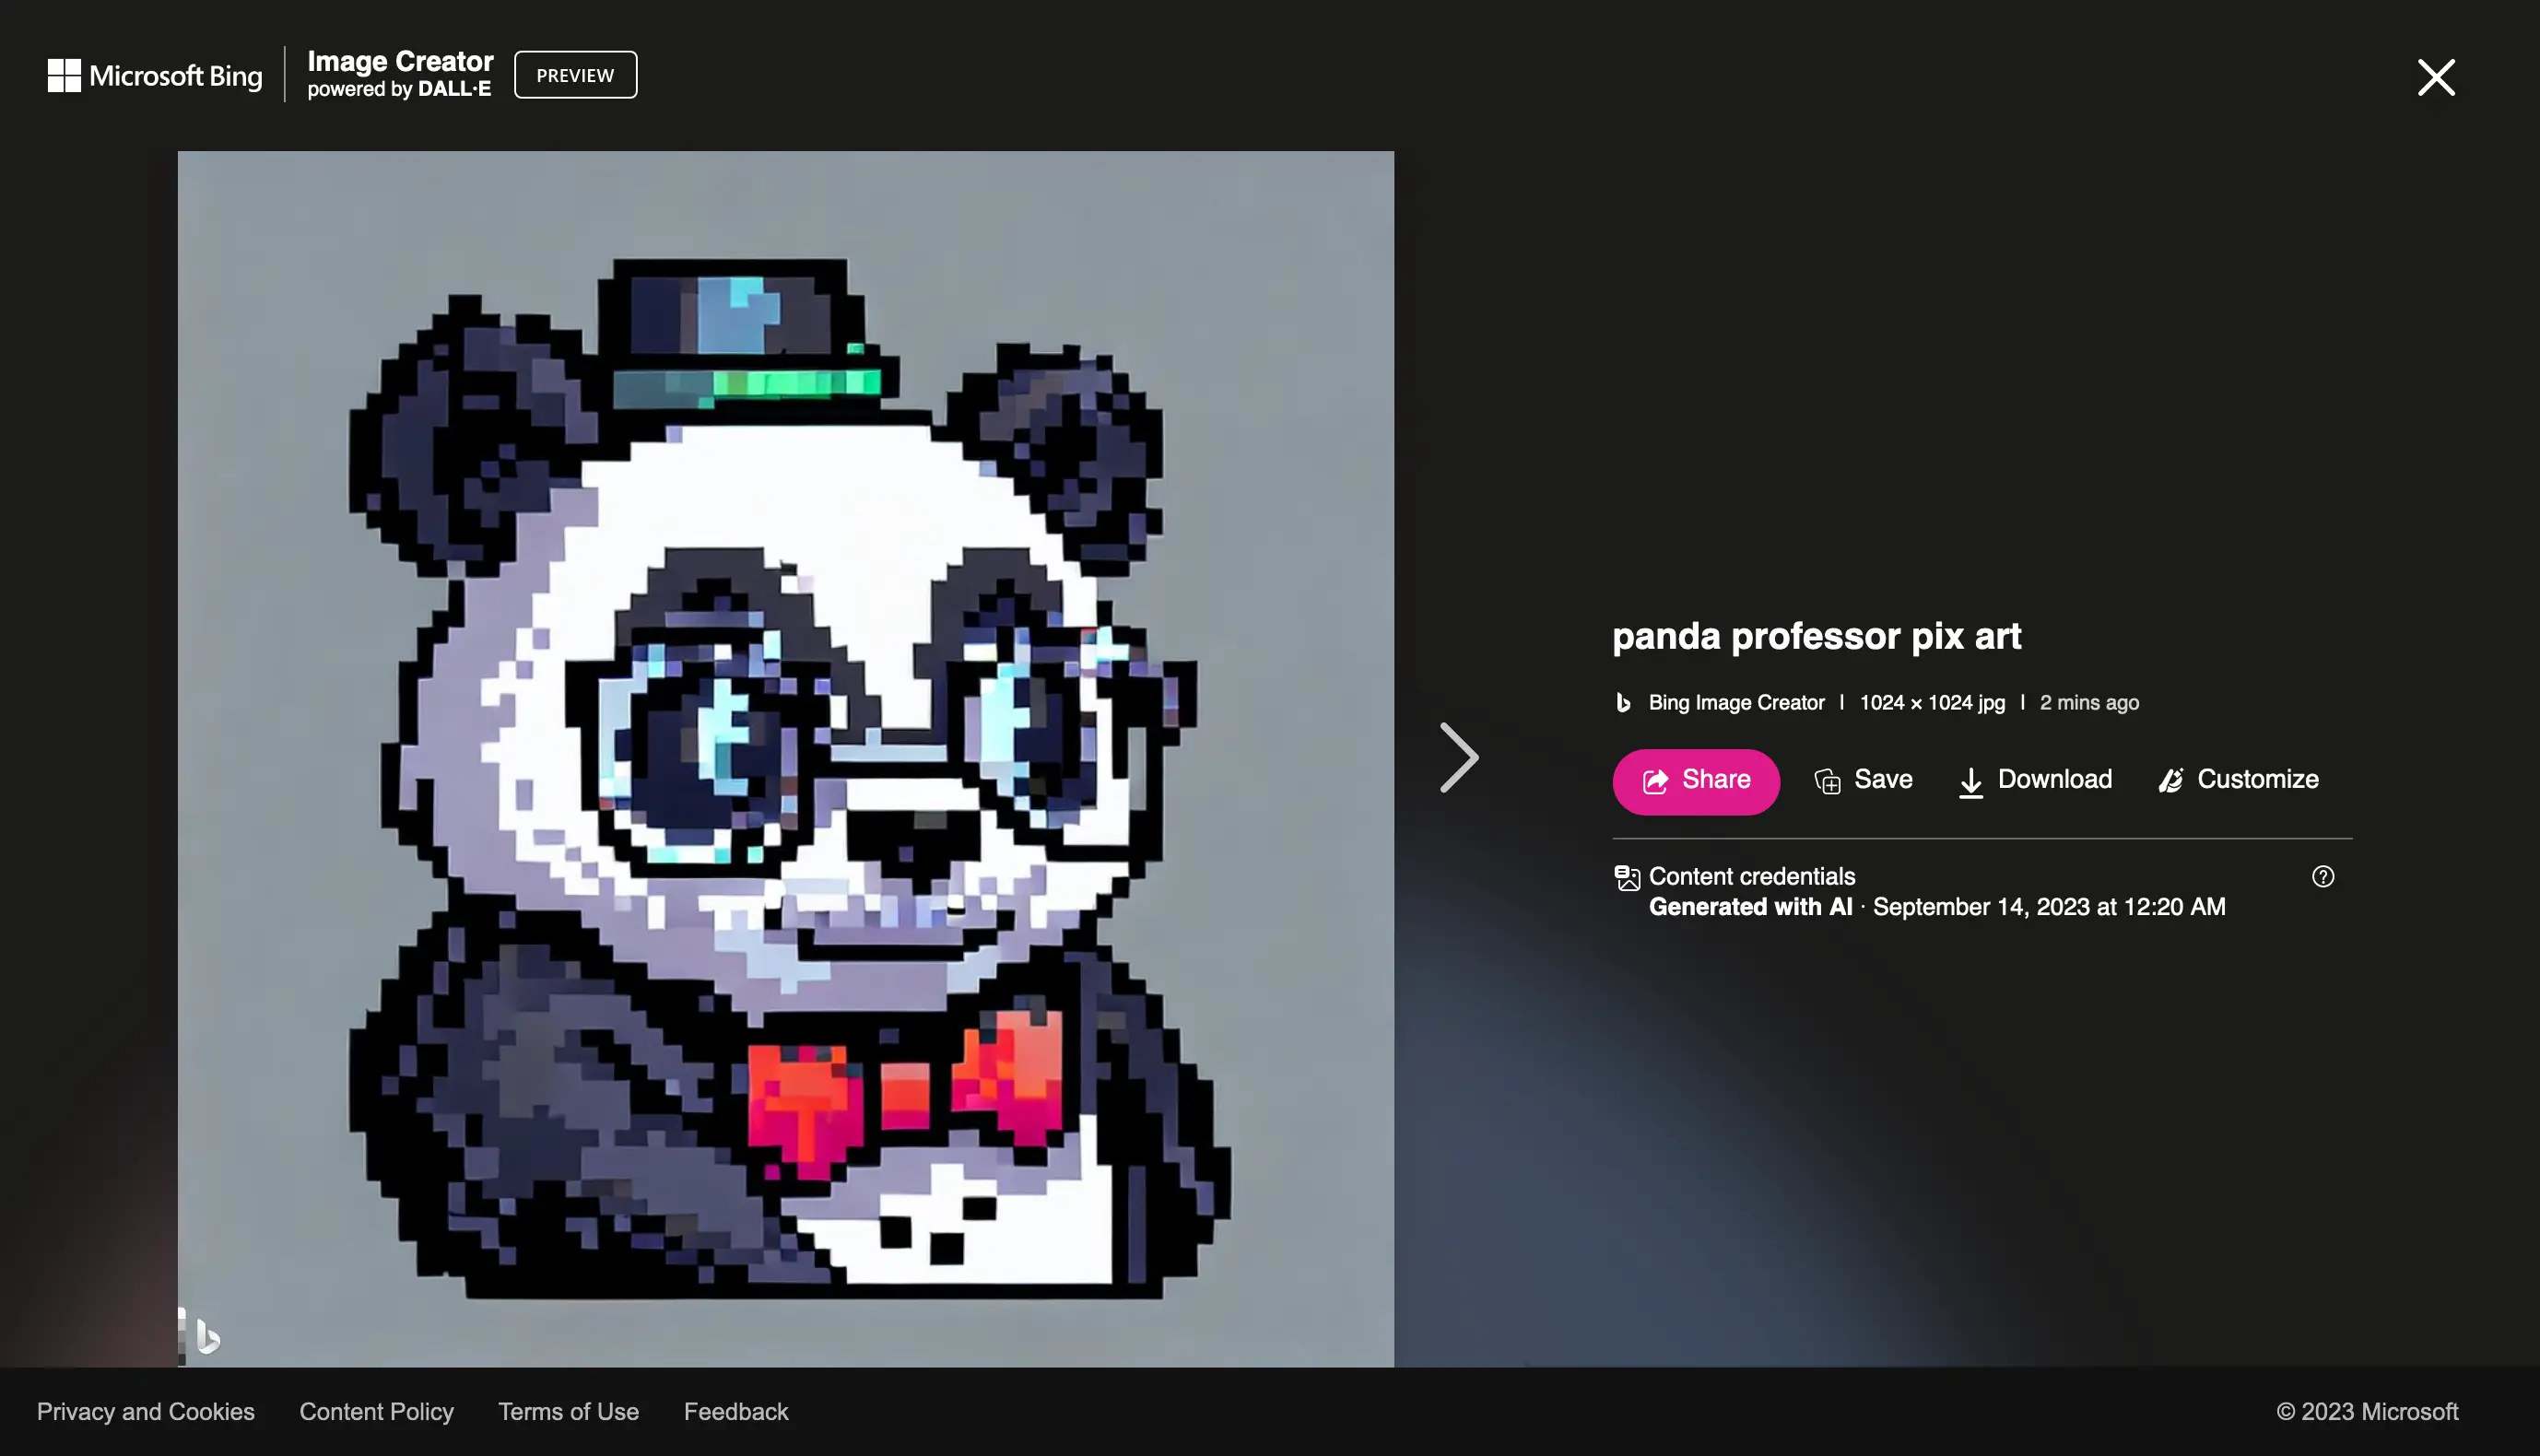 Microsoft Bing
Image Creator
powered by DALL·E
PREVIEW
panda professor pix art
Bing Image Creator | 1024 × 1024 jpg | 2 mins ago
Share
Save
Download
Customize
Content credentials
Generated with AI · September 14, 2023 at 12:20 AM
Privacy and Cookies
Content Policy
Terms of Use
Feedback
© 2023 Microsoft